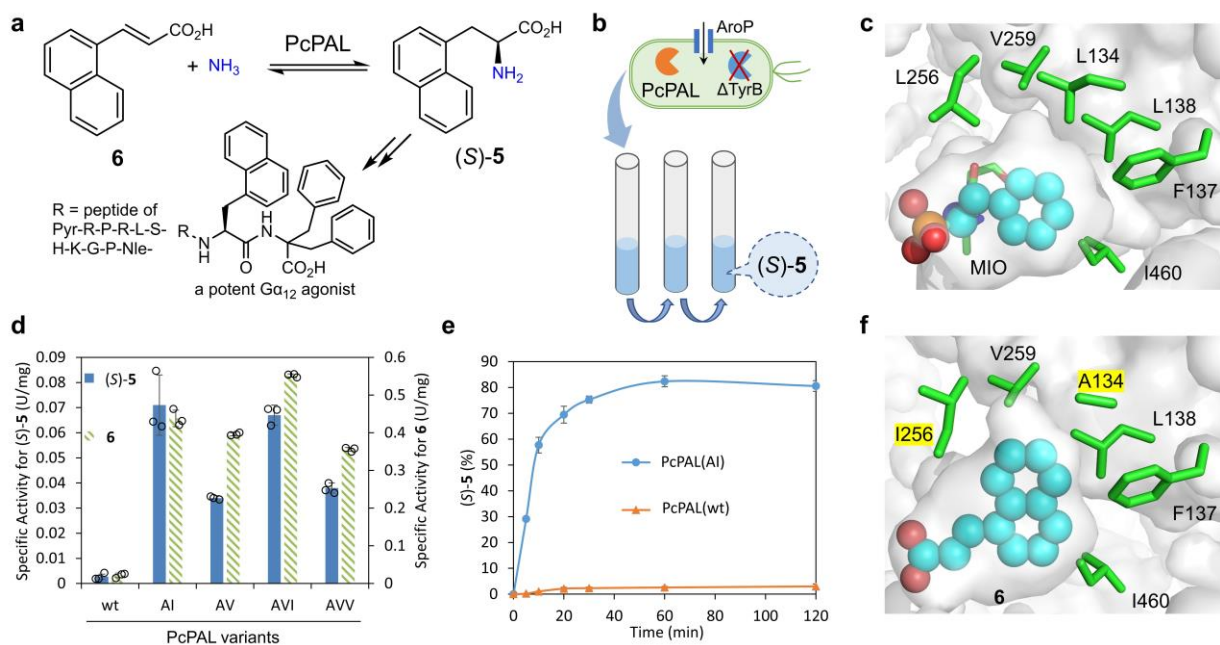 a
CO₂H
+ NH₃
PcPAL
CO₂H
NH₂
6
(S)-5
R = peptide of
Pyr-R-P-R-L-S-
H-K-G-P-Nle-
R
N
H
O
H
N
CO₂H
a potent Gα₁₂ agonist
b
AroP
PcPAL
ΔTyrB
(S)-5
c
V259
L134
L256
L138
F137
MIO
I460
d
Specific Activity for (S)-5 (U/mg)
0.09
0.08
0.07
0.06
0.05
0.04
0.03
0.02
0.01
0
(S)-5
6
0.6
0.5
0.4
0.3
0.2
0.1
0
Specific Activity for 6 (U/mg)
wt
AI
AV
AVI
AVV
PcPAL variants
e
(S)-5 (%)
90
80
70
60
50
40
30
20
10
0
PcPAL(AI)
PcPAL(wt)
0
20
40
60
80
100
120
Time (min)
f
V259
A134
I256
L138
F137
6
I460